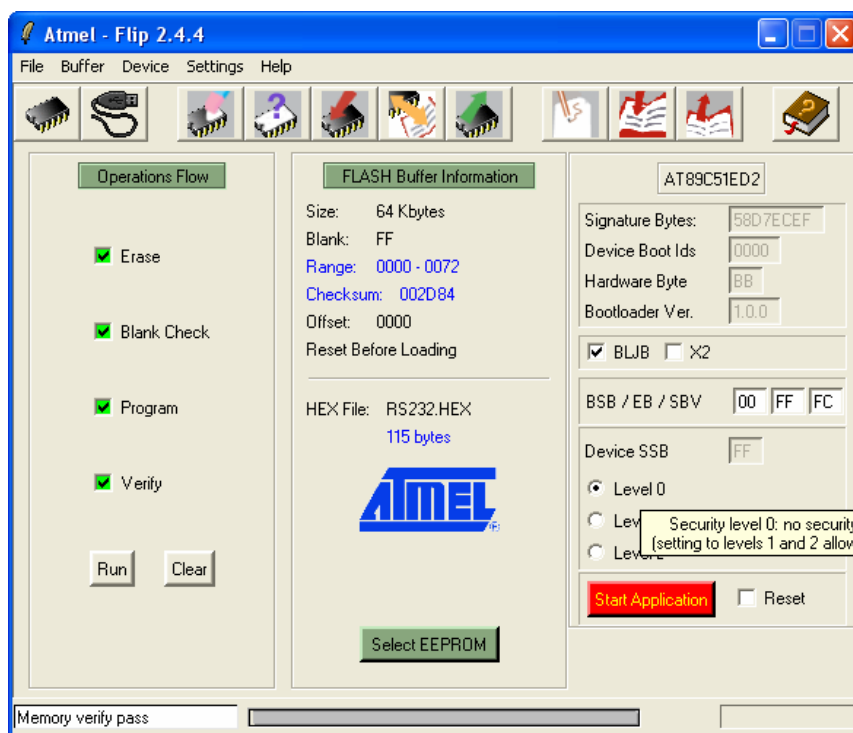 Atmel - Flip 2.4.4
File Buffer Device Settings Help
Operations Flow
Erase
Blank Check
Program
Verify
Run Clear
FLASH Buffer Information
Size: 64 Kbytes
Blank: FF
Range: 0000 - 0072
Checksum: 002D84
Offset: 0000
Reset Before Loading
HEX File: RS232.HEX
115 bytes
ATMEL
®
Select EEPROM
AT89C51ED2
Signature Bytes: 58D7ECEF
Device Boot Ids 0000
Hardware Byte BB
Bootloader Ver. 1.0.0
BLJB X2
BSB / EB / SBV 00 FF FC
Device SSB FF
Level 0
Security level 0: no security
(setting to levels 1 and 2 allow
Start Application Reset
Memory verify pass